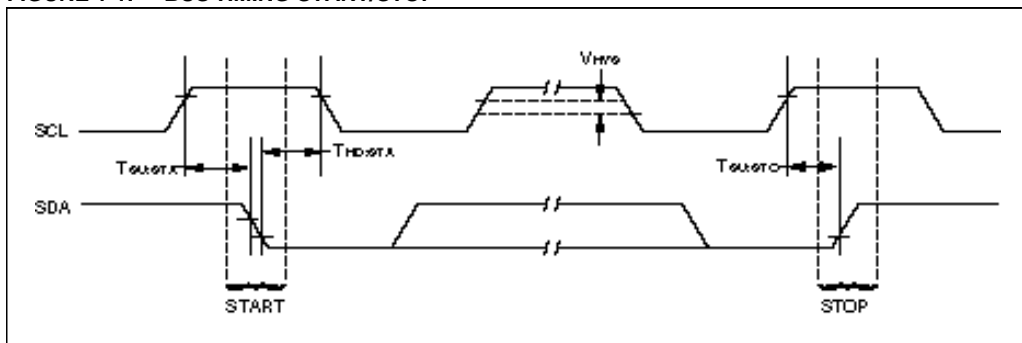 VHYS
SCL
TSU:STA
THD:STA
TSU:STO
SDA
START
STOP